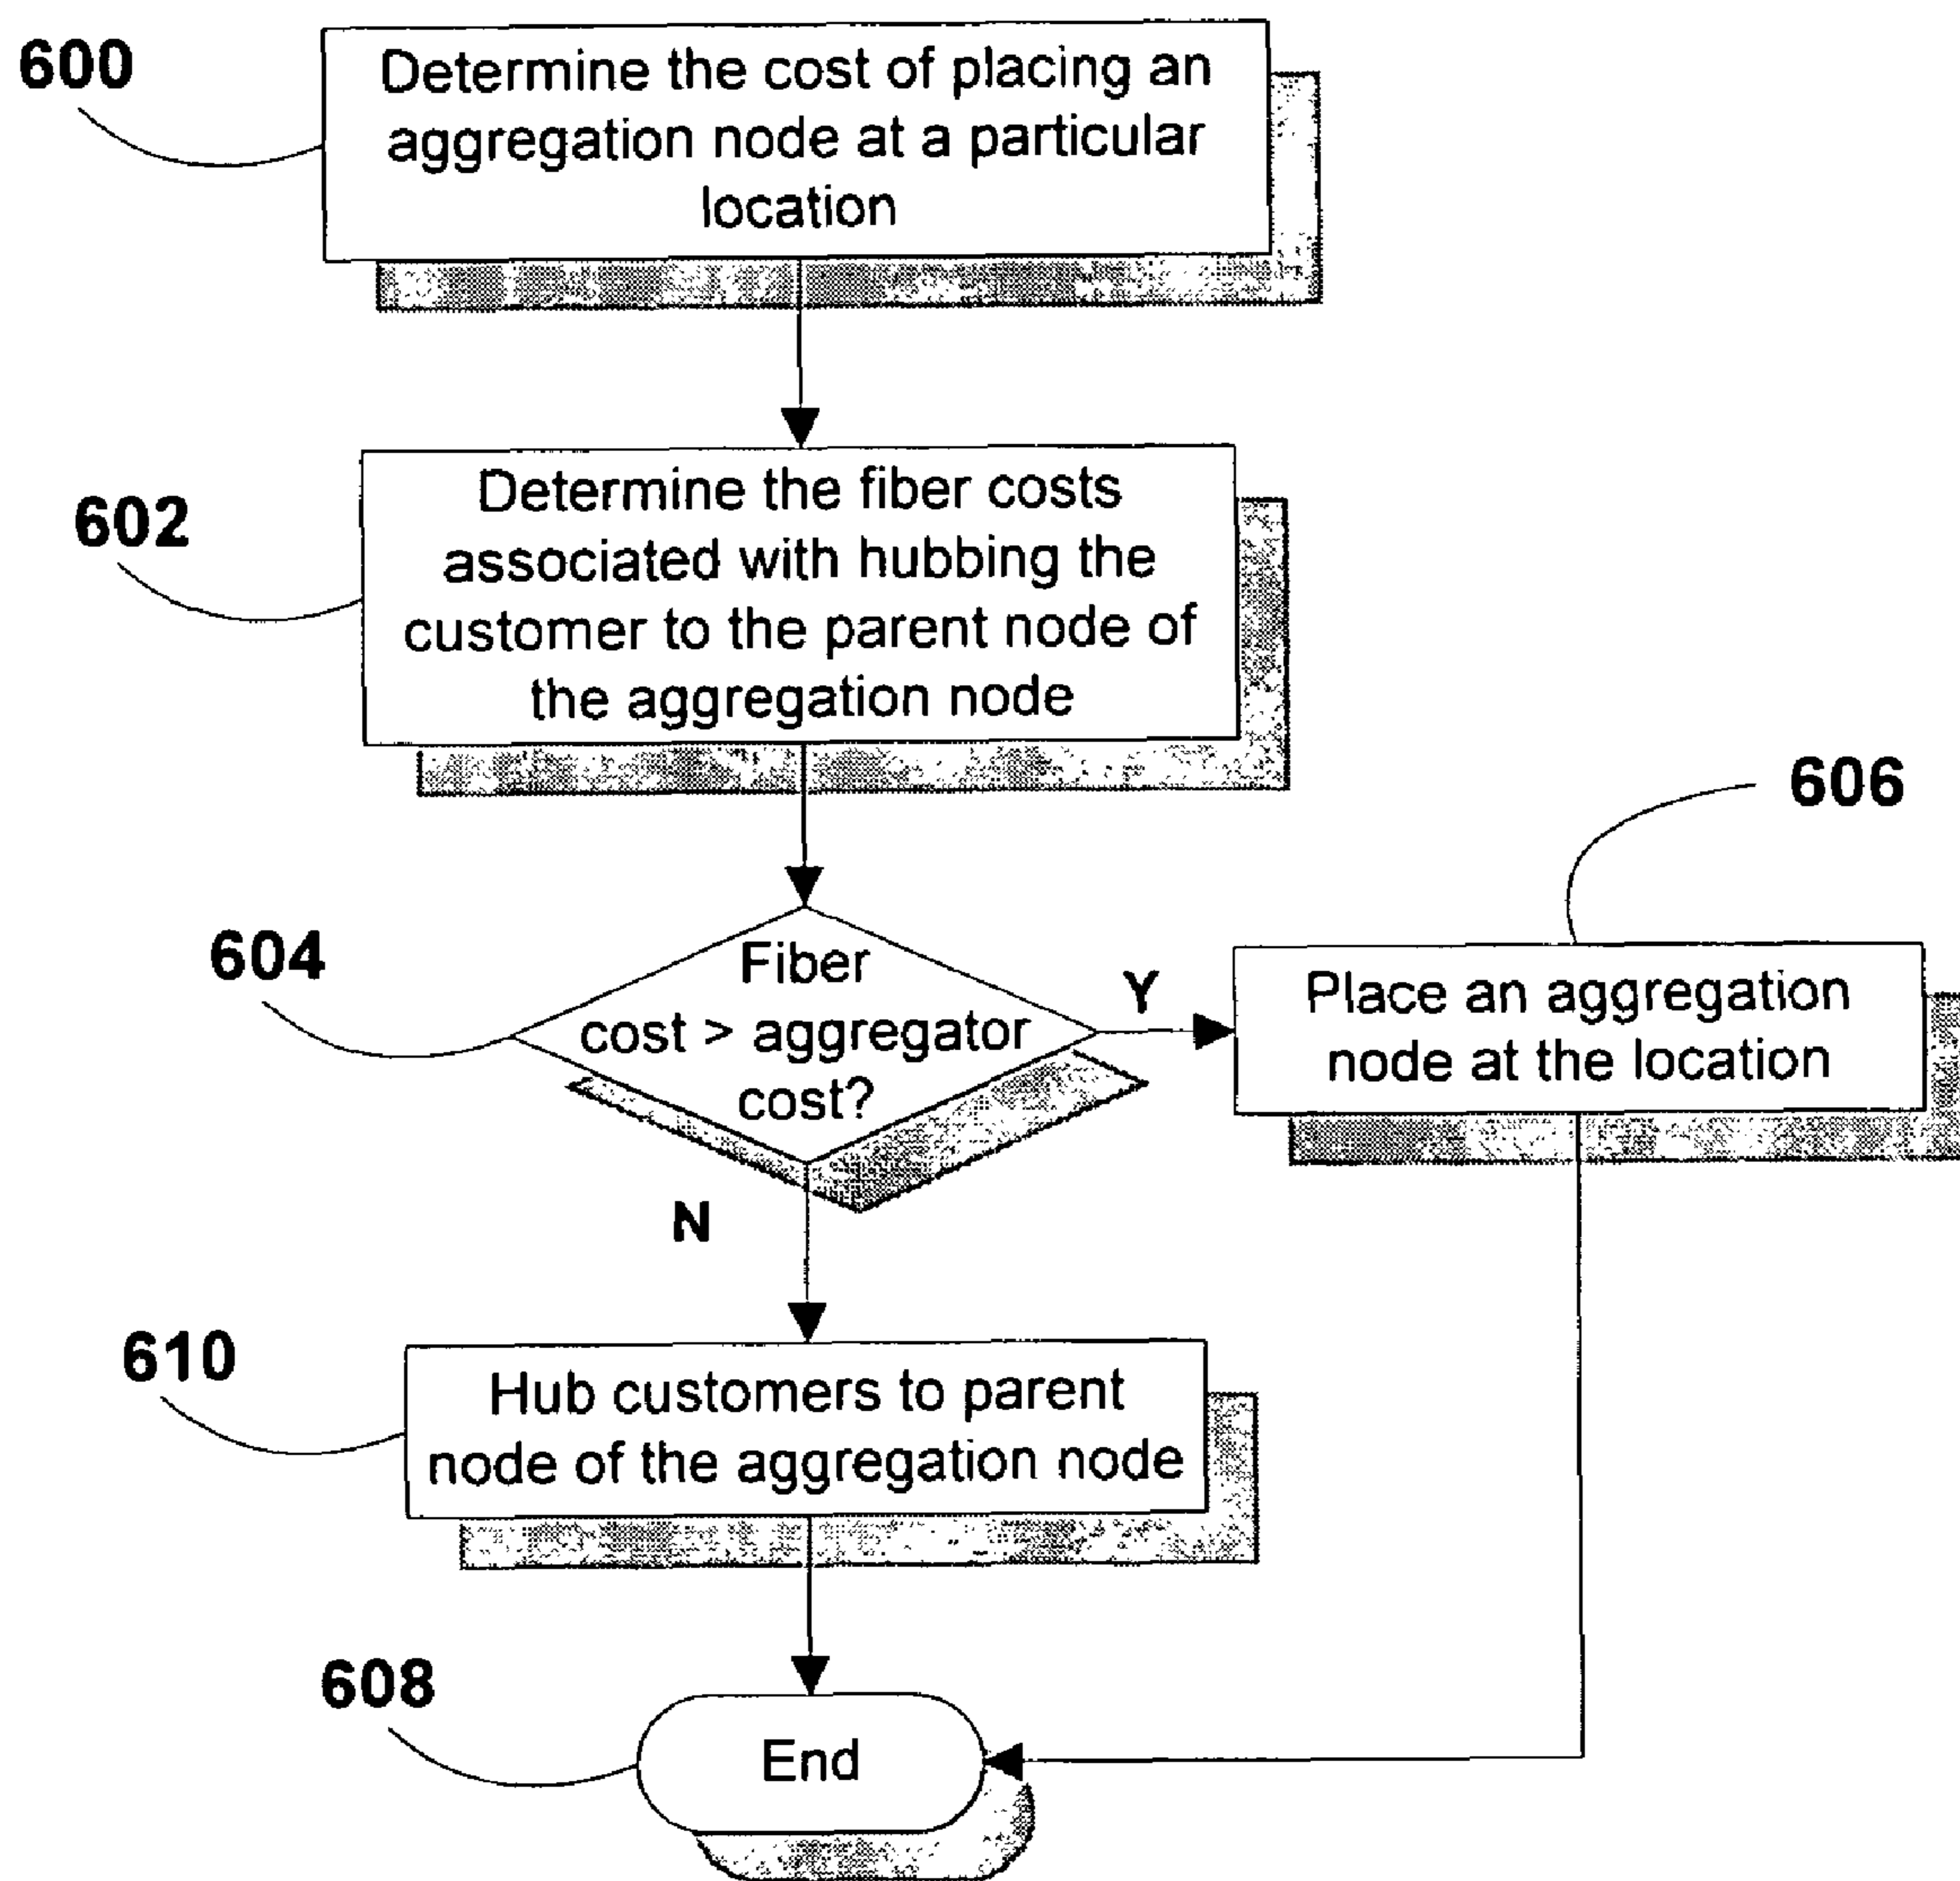 600
Determine the cost of placing an
aggregation node at a particular
location
602
Determine the fiber costs
associated with hubbing the
customer to the parent node of
the aggregation node
604
Fiber
cost > aggregator
cost?
Y
606
Place an aggregation
node at the location
N
610
Hub customers to parent
node of the aggregation node
608
End